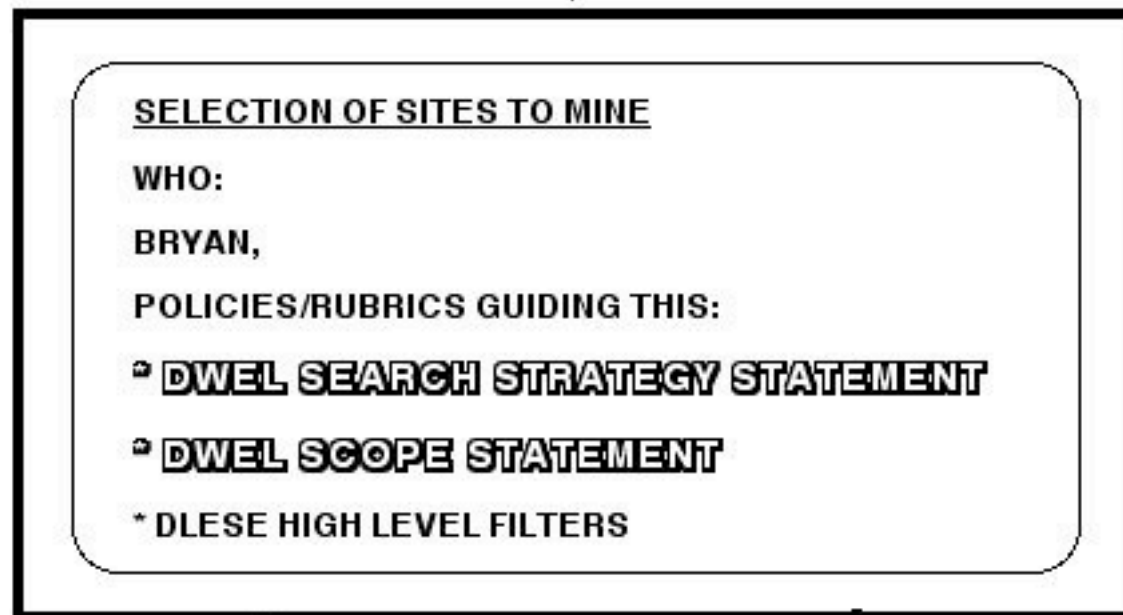 SELECTION OF SITES TO MINE
WHO:
BRYAN,
POLICIES/RUBRICS GUIDING THIS:
* DWEL SEARCH STRATEGY STATEMENT
* DWEL SCOPE STATEMENT
* DLESE HIGH LEVEL FILTERS